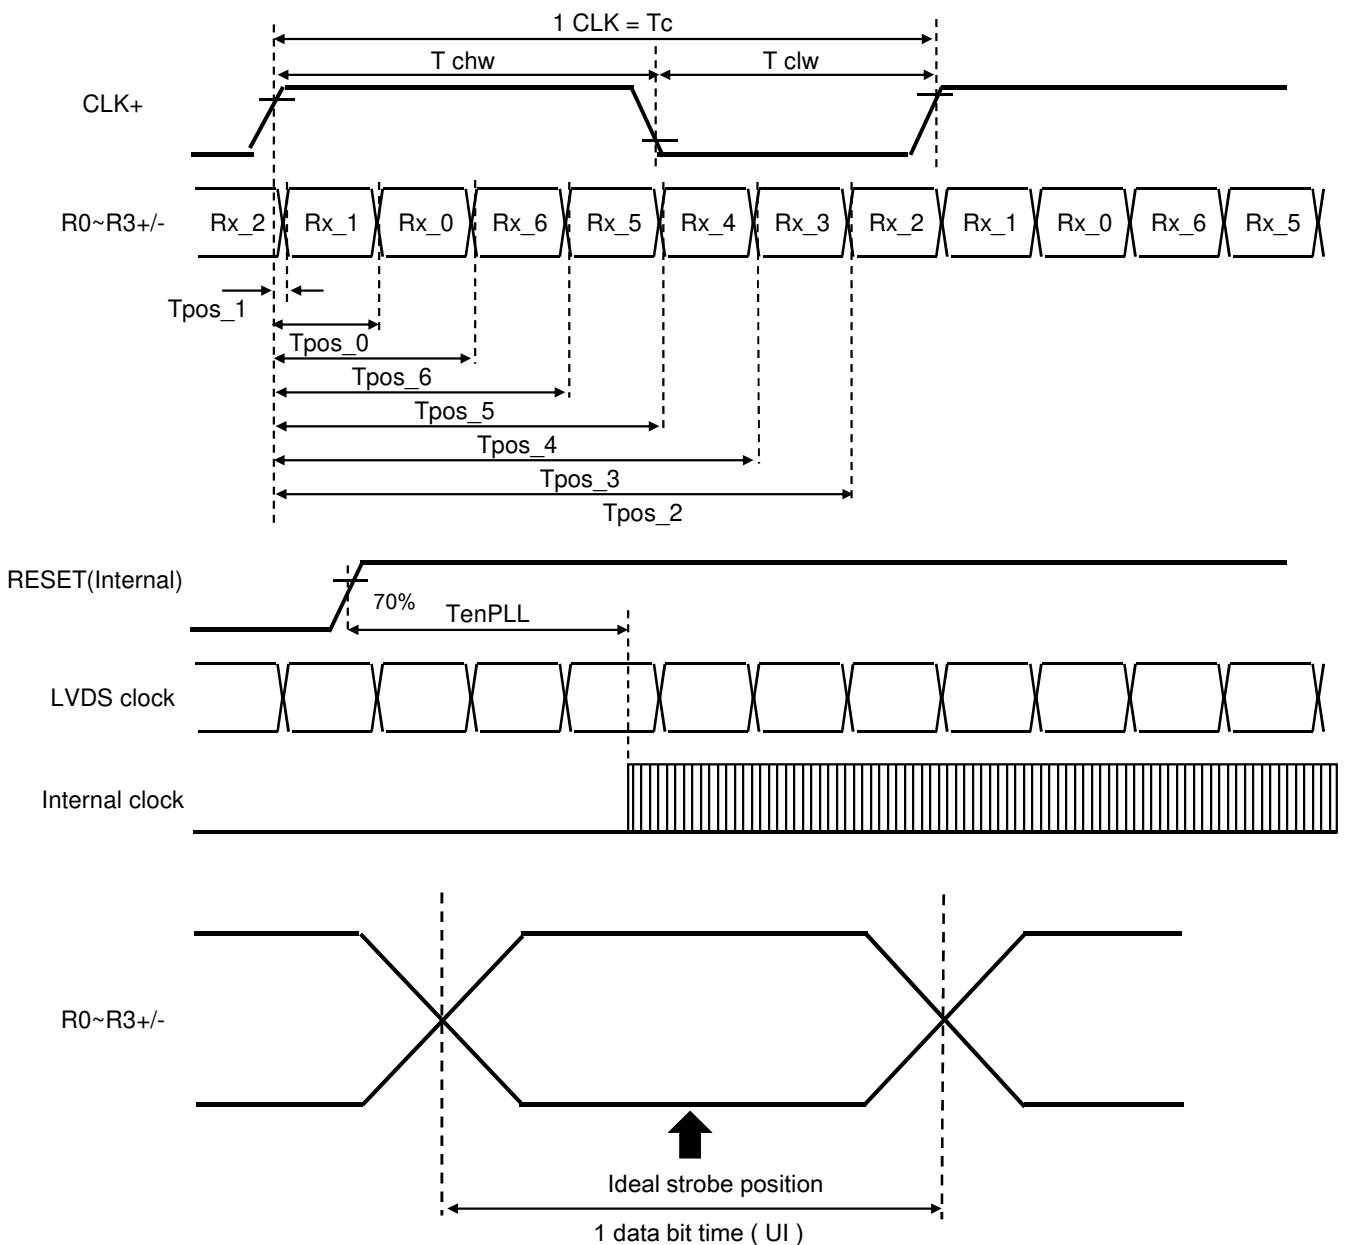 1 CLK = Tc
T chw
T clw
CLK+
R0~R3+/-
Rx_2
Rx_1
Rx_0
Rx_6
Rx_5
Rx_4
Rx_3
Rx_2
Rx_1
Rx_0
Rx_6
Rx_5
Tpos_1
Tpos_0
Tpos_6
Tpos_5
Tpos_4
Tpos_3
Tpos_2
RESET(Internal)
70%
TenPLL
LVDS clock
Internal clock
R0~R3+/-
Ideal strobe position
1 data bit time ( UI )